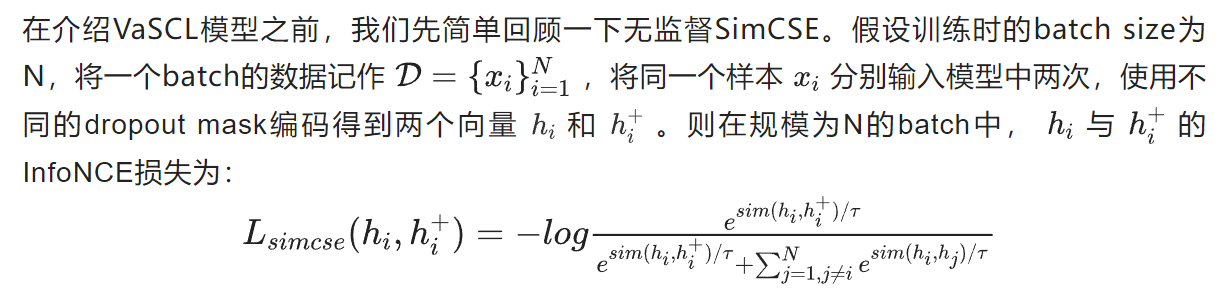 在介绍VaSCL模型之前，我们先简单回顾一下无监督SimCSE。假设训练时的batch size为
N，将一个batch的数据记作 $\mathcal{D} = \{x_i\}_{i=1}^N$ ，将同一个样本 $x_i$ 分别输入模型中两次，使用不
同的dropout mask编码得到两个向量 $h_i$ 和 $h_i^+$ 。则在规模为N的batch中， $h_i$ 与 $h_i^+$ 的
InfoNCE损失为：
$L_{simcse}(h_i, h_i^+) = -log \frac{e^{sim(h_i, h_i^+)/\tau}}{e^{sim(h_i, h_i^+)/\tau} + \sum_{j=1, j \neq i}^N e^{sim(h_i, h_j)/\tau}}$